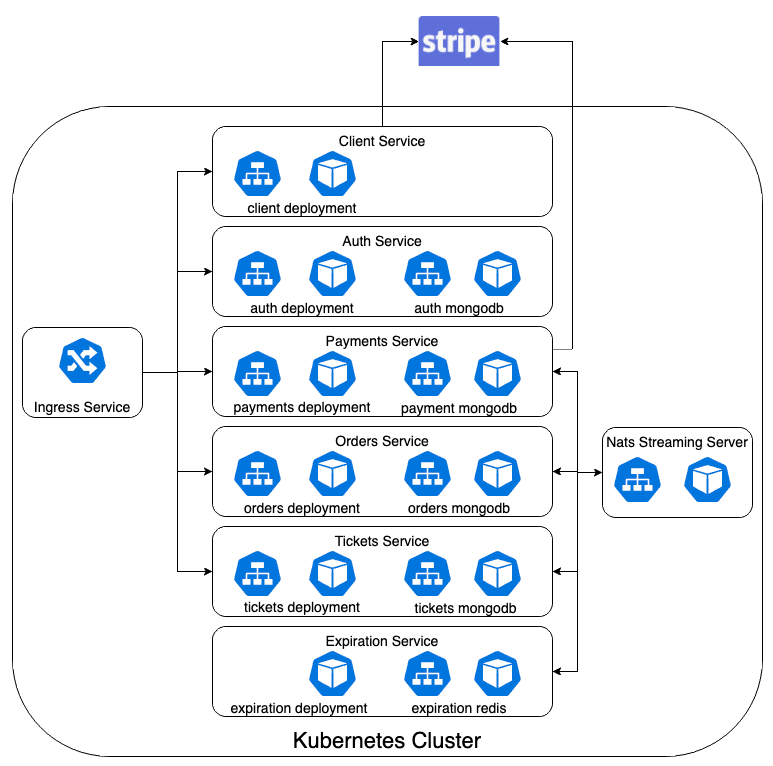 stripe
Client Service
client deployment
Auth Service
auth deployment
auth mongodb
Payments Service
payments deployment
payment mongodb
Ingress Service
Orders Service
orders deployment
orders mongodb
Nats Streaming Server
Tickets Service
tickets deployment
tickets mongodb
Expiration Service
expiration deployment
expiration redis
Kubernetes Cluster